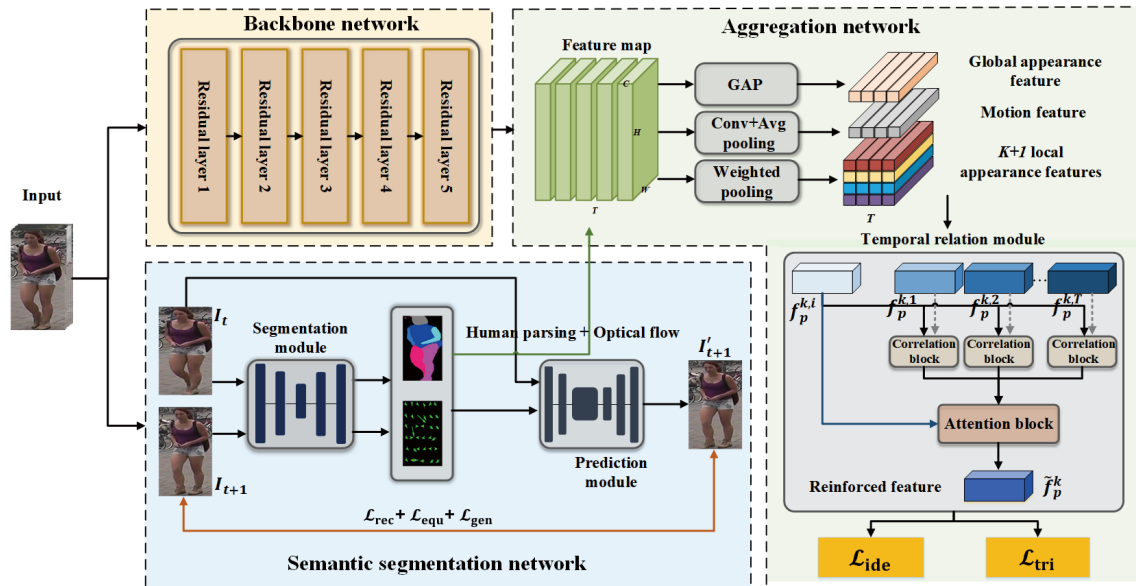 Backbone network
Residual layer 1
Residual layer 2
Residual layer 3
Residual layer 4
Residual layer 5
Input
Aggregation network
Feature map
C
H
W
T
GAP
Conv+Avg
pooling
Weighted
pooling
Global appearance
feature
Motion feature
K+1 local
appearance features
T
Temporal relation module
f_p^{k,i}
f_p^{k,1}
f_p^{k,2}
...
f_p^{k,T}
Correlation
block
Correlation
block
Correlation
block
Attention block
Reinforced feature
f̃_p^k
ℒ_ide
ℒ_tri
I_t
I_{t+1}
Segmentation
module
Human parsing + Optical flow
I′_{t+1}
Prediction
module
ℒ_rec + ℒ_equ + ℒ_gen
Semantic segmentation network